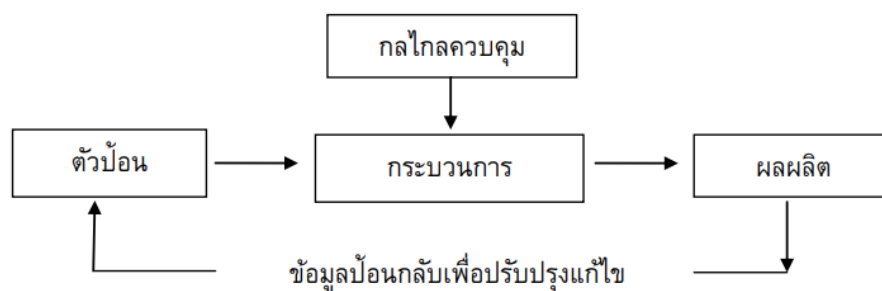 กลไกลควบคุม
ตัวป้อน
กระบวนการ
ผลผลิต
ข้อมูลป้อนกลับเพื่อปรับปรุงแก้ไข